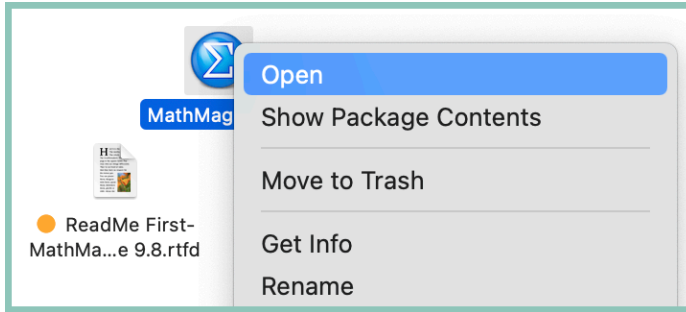 Open
MathMag
Show Package Contents
Move to Trash
ReadMe First-
MathMa...e 9.8.rtfd
Get Info
Rename